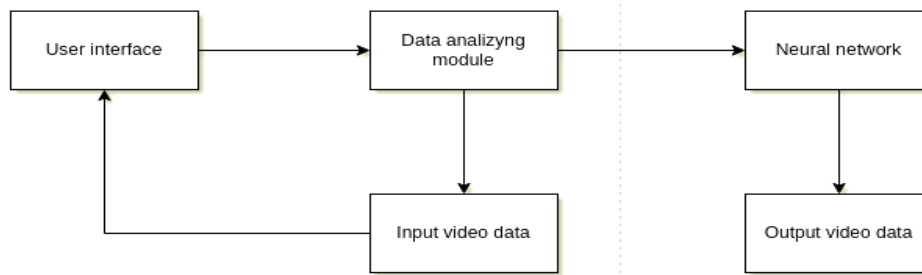 User interface
Data analizyng
module
Neural network
Input video data
Output video data